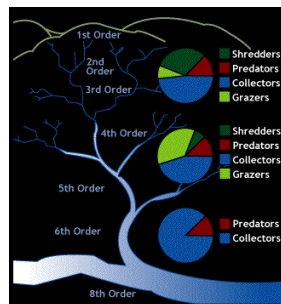 1st Order
2nd
Order
3rd Order
4th Order
5th Order
6th Order
8th Order
Shredders
Predators
Collectors
Grazers
Shredders
Predators
Collectors
Grazers
Predators
Collectors